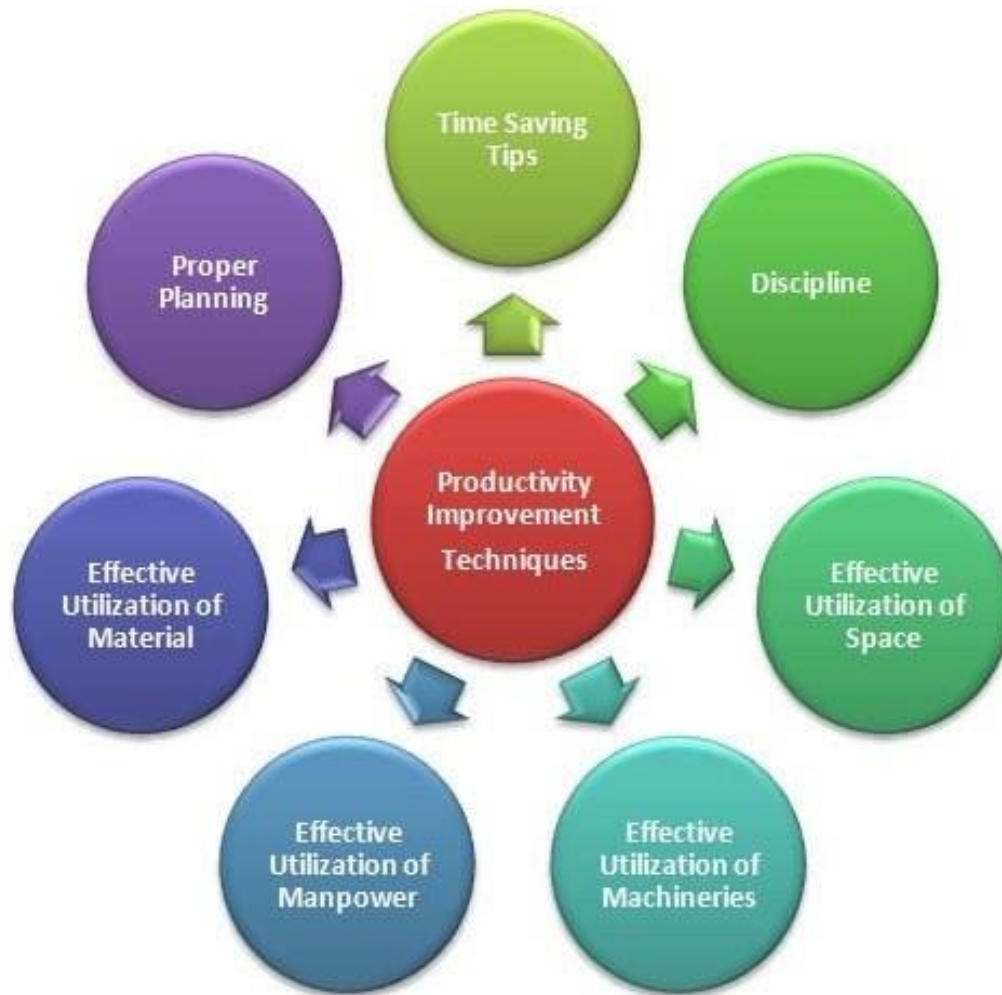 Time Saving
Tips
Discipline
Effective
Utilization of
Space
Effective
Utilization of
Machineries
Effective
Utilization of
Manpower
Effective
Utilization of
Material
Proper
Planning
Productivity
Improvement
Techniques